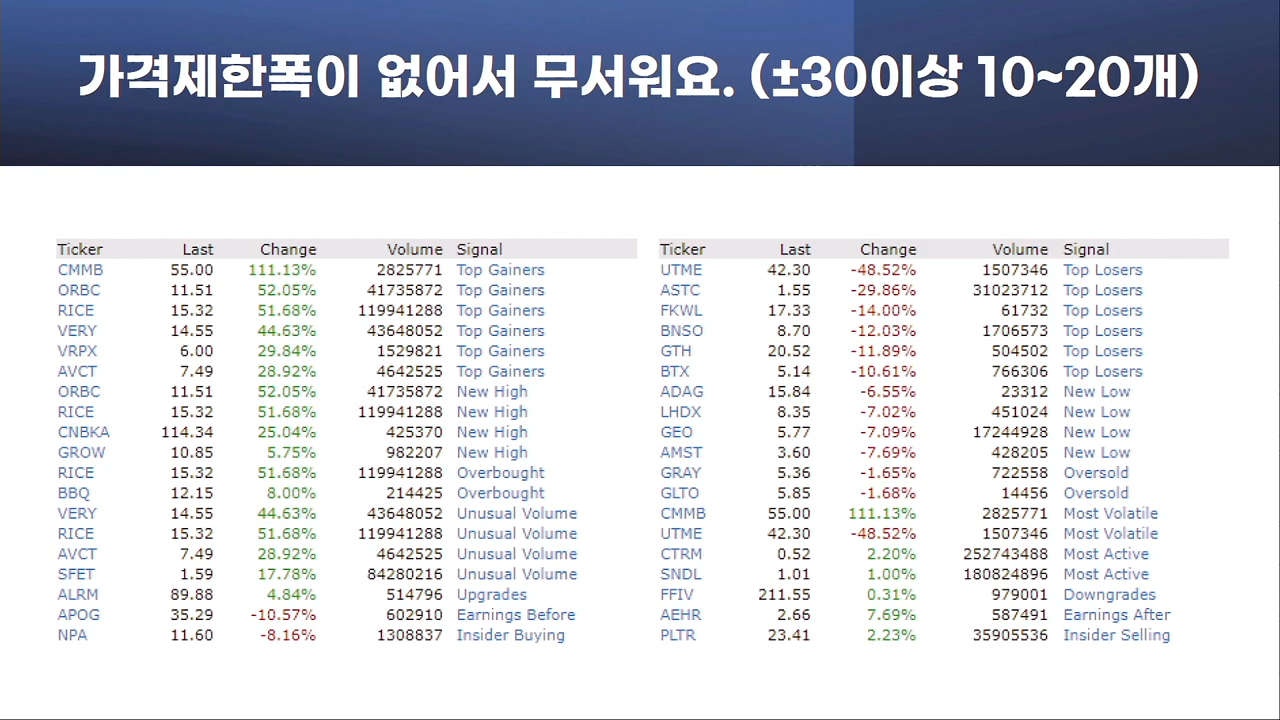 가격제한폭이 없어서 무서워요. (±30이상 10~20개)
Ticker Last Change Volume Signal
CMMB 55.00 111.13% 2825771 Top Gainers
ORBC 11.51 52.05% 41735872 Top Gainers
RICE 15.32 51.68% 119941288 Top Gainers
VERY 14.55 44.63% 43648052 Top Gainers
VRPX 6.00 29.84% 1529821 Top Gainers
AVCT 7.49 28.92% 4642525 Top Gainers
ORBC 11.51 52.05% 41735872 New High
RICE 15.32 51.68% 119941288 New High
CNBKA 114.34 25.04% 425370 New High
GROW 10.85 5.75% 982207 New High
RICE 15.32 51.68% 119941288 Overbought
BBQ 12.15 8.00% 214425 Overbought
VERY 14.55 44.63% 43648052 Unusual Volume
RICE 15.32 51.68% 119941288 Unusual Volume
AVCT 7.49 28.92% 4642525 Unusual Volume
SFET 1.59 17.78% 84280216 Unusual Volume
ALRM 89.88 4.84% 514796 Upgrades
APOG 35.29 -10.57% 602910 Earnings Before
NPA 11.60 -8.16% 1308837 Insider Buying
Ticker Last Change Volume Signal
UTME 42.30 -48.52% 1507346 Top Losers
ASTC 1.55 -29.86% 31023712 Top Losers
FKWL 17.33 -14.00% 61732 Top Losers
BNSO 8.70 -12.03% 1706573 Top Losers
GTH 20.52 -11.89% 504502 Top Losers
BTX 5.14 -10.61% 766306 Top Losers
ADAG 15.84 -6.55% 23312 New Low
LHDX 8.35 -7.02% 451024 New Low
GEO 5.77 -7.09% 17244928 New Low
AMST 3.60 -7.69% 428205 New Low
GRAY 5.36 -1.65% 722558 Oversold
GLTO 5.85 -1.68% 14456 Oversold
CMMB 55.00 111.13% 2825771 Most Volatile
UTME 42.30 -48.52% 1507346 Most Volatile
CTRM 0.52 2.20% 252743488 Most Active
SNDL 1.01 1.00% 180824896 Most Active
FFIV 211.55 0.31% 979001 Downgrades
AEHR 2.66 7.69% 587491 Earnings After
PLTR 23.41 2.23% 35905536 Insider Selling